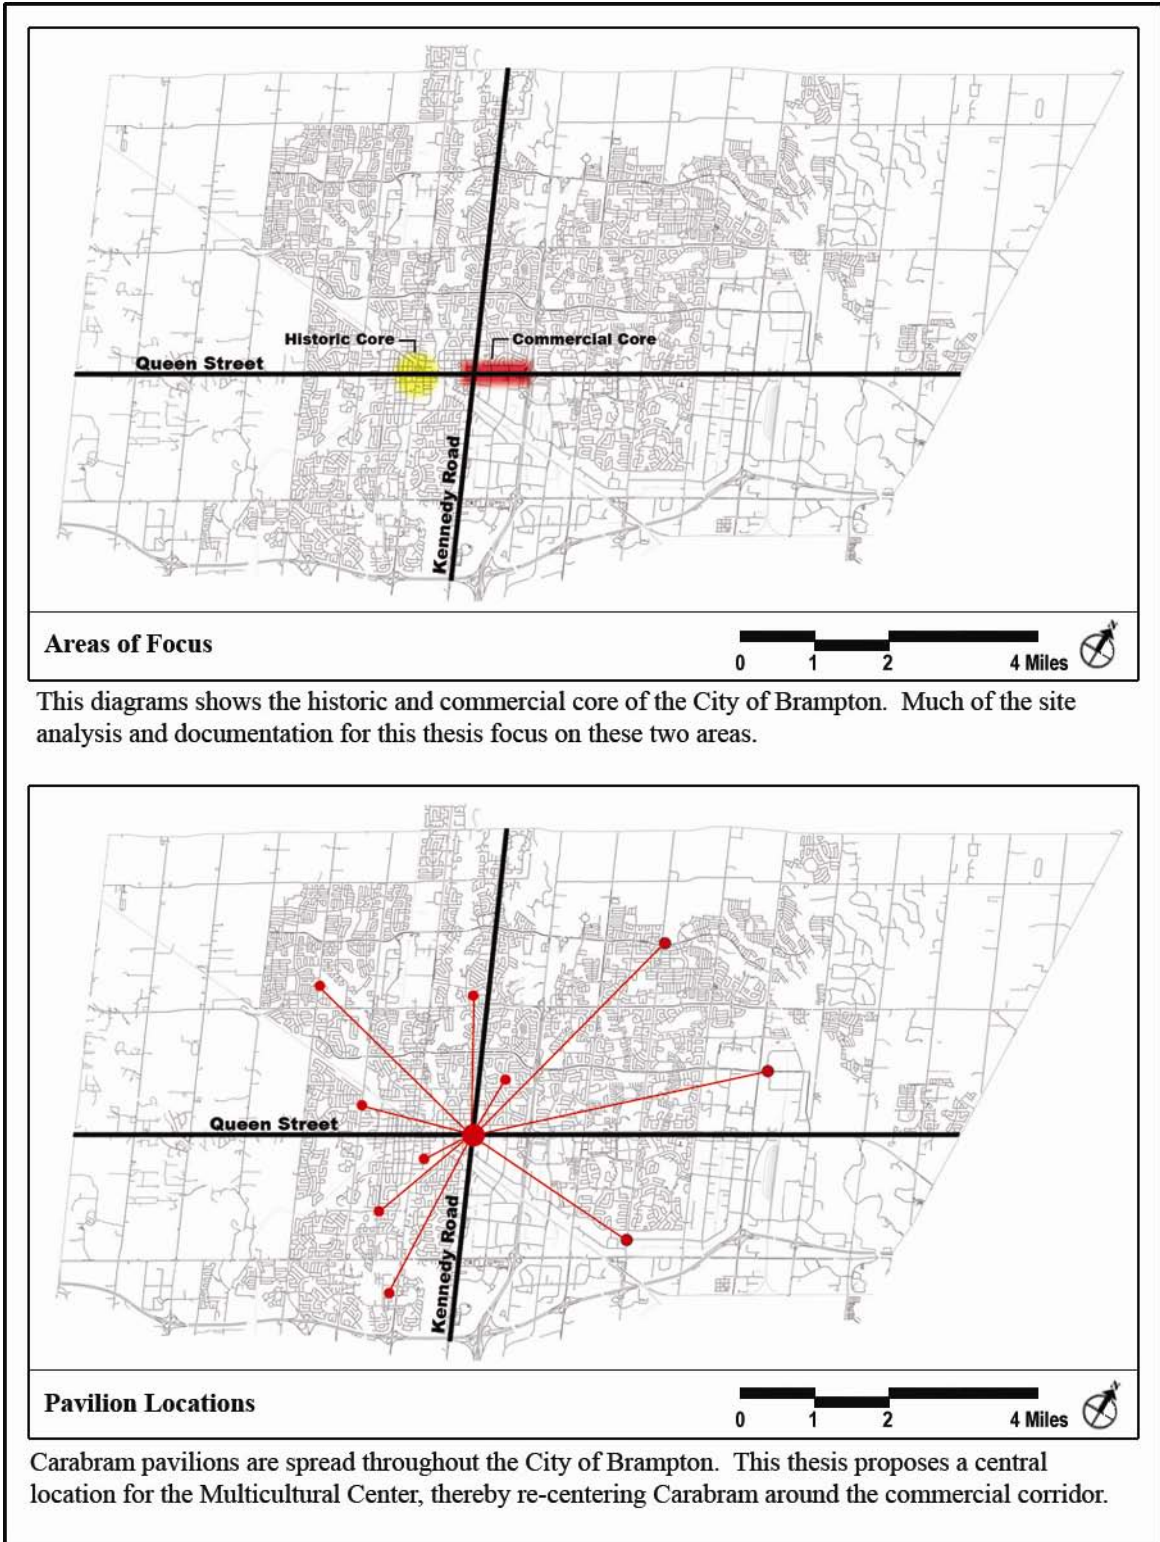 Historic Core
Commercial Core
Queen Street
Kennedy Road
Areas of Focus
0 1 2 4 Miles
N
This diagrams shows the historic and commercial core of the City of Brampton. Much of the site
analysis and documentation for this thesis focus on these two areas.
Queen Street
Kennedy Road
Pavilion Locations
0 1 2 4 Miles
N
Carabram pavilions are spread throughout the City of Brampton. This thesis proposes a central
location for the Multicultural Center, thereby re-centering Carabram around the commercial corridor.